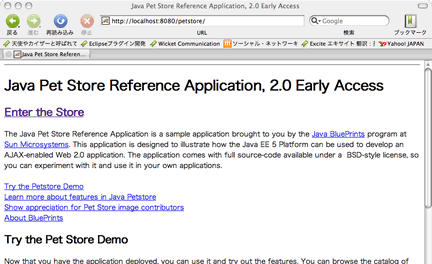 Java Pet Store Reference Application, 2.0 Early Access
http://localhost:8080/petstore/
Google
戻る 進む 再読み込み 停止 URL 検索 ブックマーク
天使やカイザーと呼ばれて Eclipseプラグイン開発 Wicket Communication ソーシャル・ネットワーキ Excite エキサイト 翻訳 : 英 Yahoo! JAPAN
Java Pet Store Referen...
Java Pet Store Reference Application, 2.0 Early Access
Enter the Store
The Java Pet Store Reference Application is a sample application brought to you by the Java BluePrints program at
Sun Microsystems. This application is designed to illustrate how the Java EE 5 Platform can be used to develop an
AJAX-enabled Web 2.0 application. The application comes with full source-code available under a BSD-style license, so
you can experiment with it and use it in your own applications.
Try the Petstore Demo
Learn more about features in Java Petstore
Show appreciation for Pet Store image contributors
About BluePrints
Try the Pet Store Demo
Now that you have the application deployed, you can use it and try out the features. You can browse the catalog of